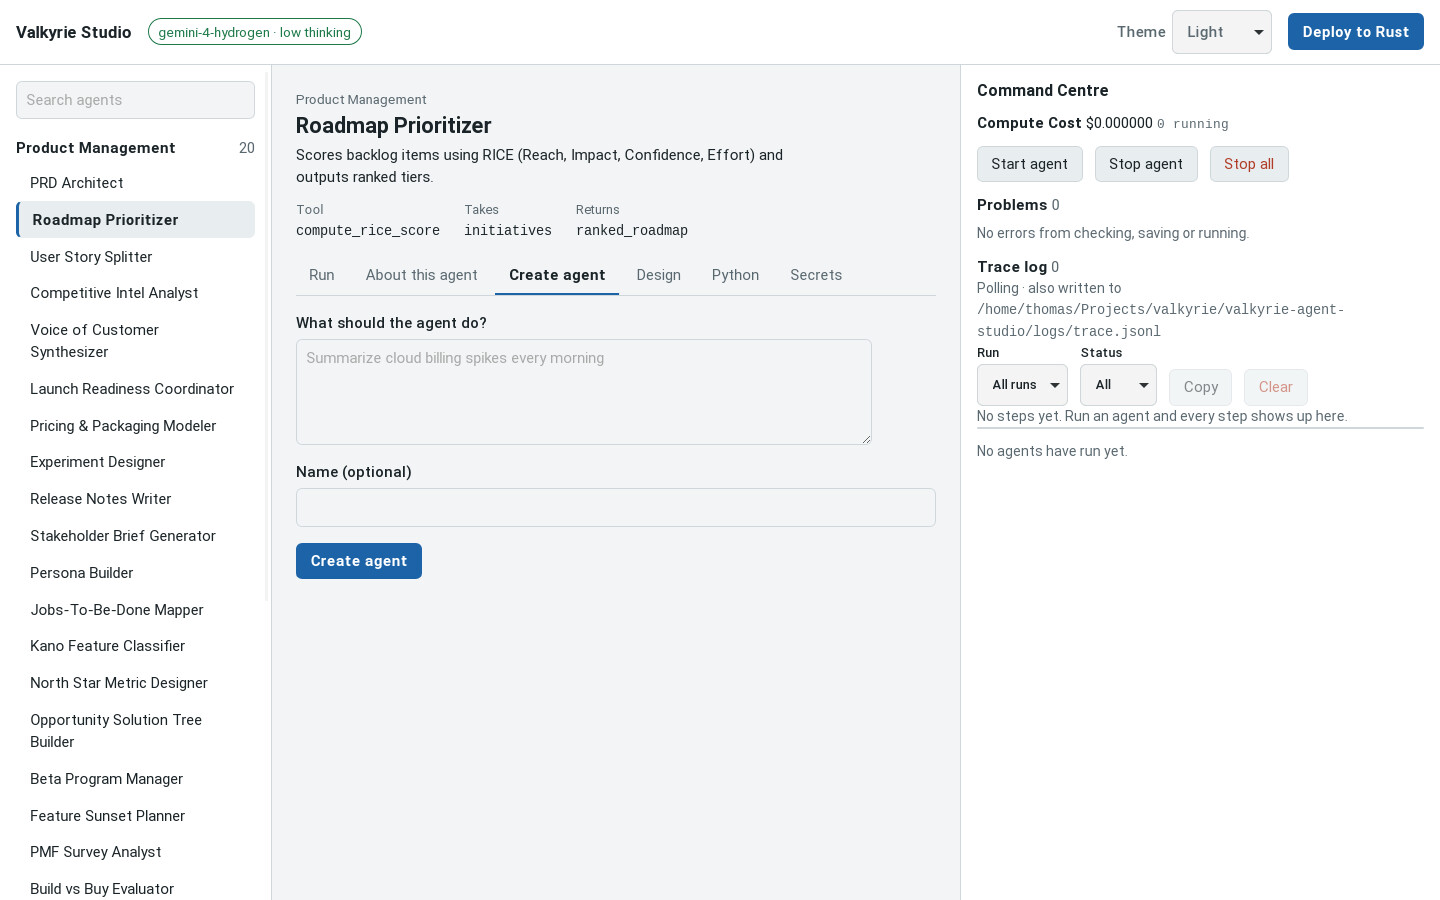 Valkyrie Studio
gemini-4-hydrogen · low thinking
Theme
Light
Deploy to Rust
Search agents
Product Management 20
PRD Architect
Roadmap Prioritizer
User Story Splitter
Competitive Intel Analyst
Voice of Customer
Synthesizer
Launch Readiness Coordinator
Pricing & Packaging Modeler
Experiment Designer
Release Notes Writer
Stakeholder Brief Generator
Persona Builder
Jobs-To-Be-Done Mapper
Kano Feature Classifier
North Star Metric Designer
Opportunity Solution Tree
Builder
Beta Program Manager
Feature Sunset Planner
PMF Survey Analyst
Build vs Buy Evaluator
Product Management
Roadmap Prioritizer
Scores backlog items using RICE (Reach, Impact, Confidence, Effort) and
outputs ranked tiers.
Tool Takes Returns
compute_rice_score initiatives ranked_roadmap
Run About this agent Create agent Design Python Secrets
What should the agent do?
Summarize cloud billing spikes every morning
Name (optional)
Create agent
Command Centre
Compute Cost $0.000000 0 running
Start agent Stop agent Stop all
Problems 0
No errors from checking, saving or running.
Trace log 0
Polling · also written to
/home/thomas/Projects/valkyrie/valkyrie-agent-
studio/logs/trace.jsonl
Run Status
All runs All Copy Clear
No steps yet. Run an agent and every step shows up here.
No agents have run yet.